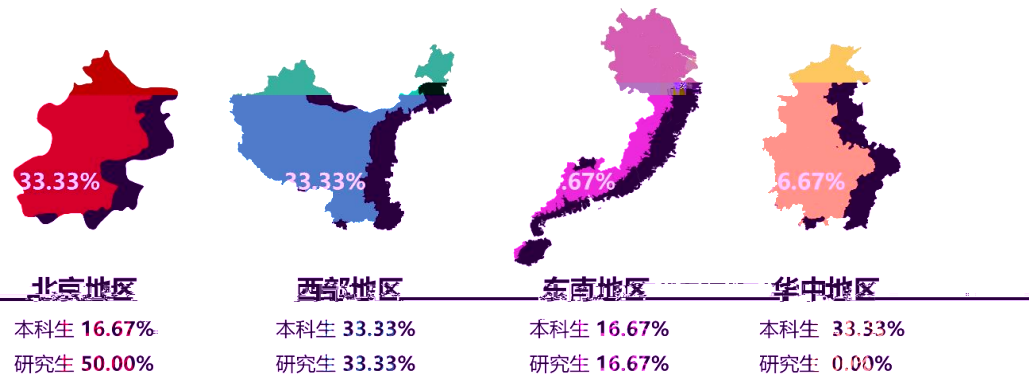 33.33% 33.33% .67% 6.67%
北京地区 西部地区 东南地区 华中地区
本科生 16.67% 本科生 33.33% 本科生 16.67% 本科生 33.33%
研究生 50.00% 研究生 33.33% 研究生 16.67% 研究生 0.00%